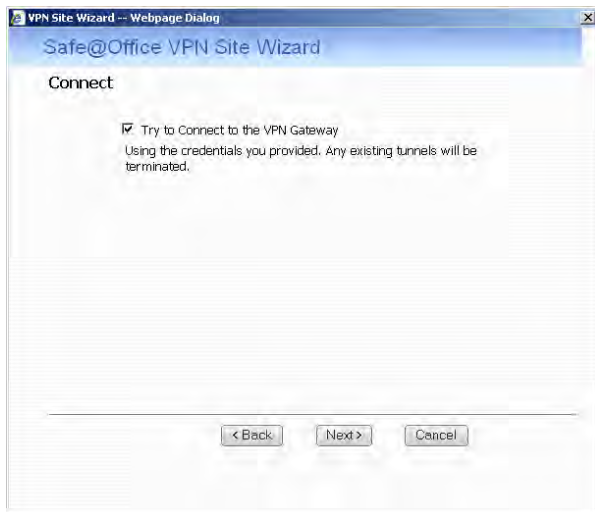 VPN Site Wizard -- Webpage Dialog
Safe@Office VPN Site Wizard
Connect
Try to Connect to the VPN Gateway
Using the credentials you provided. Any existing tunnels will be
terminated.
< Back Next > Cancel